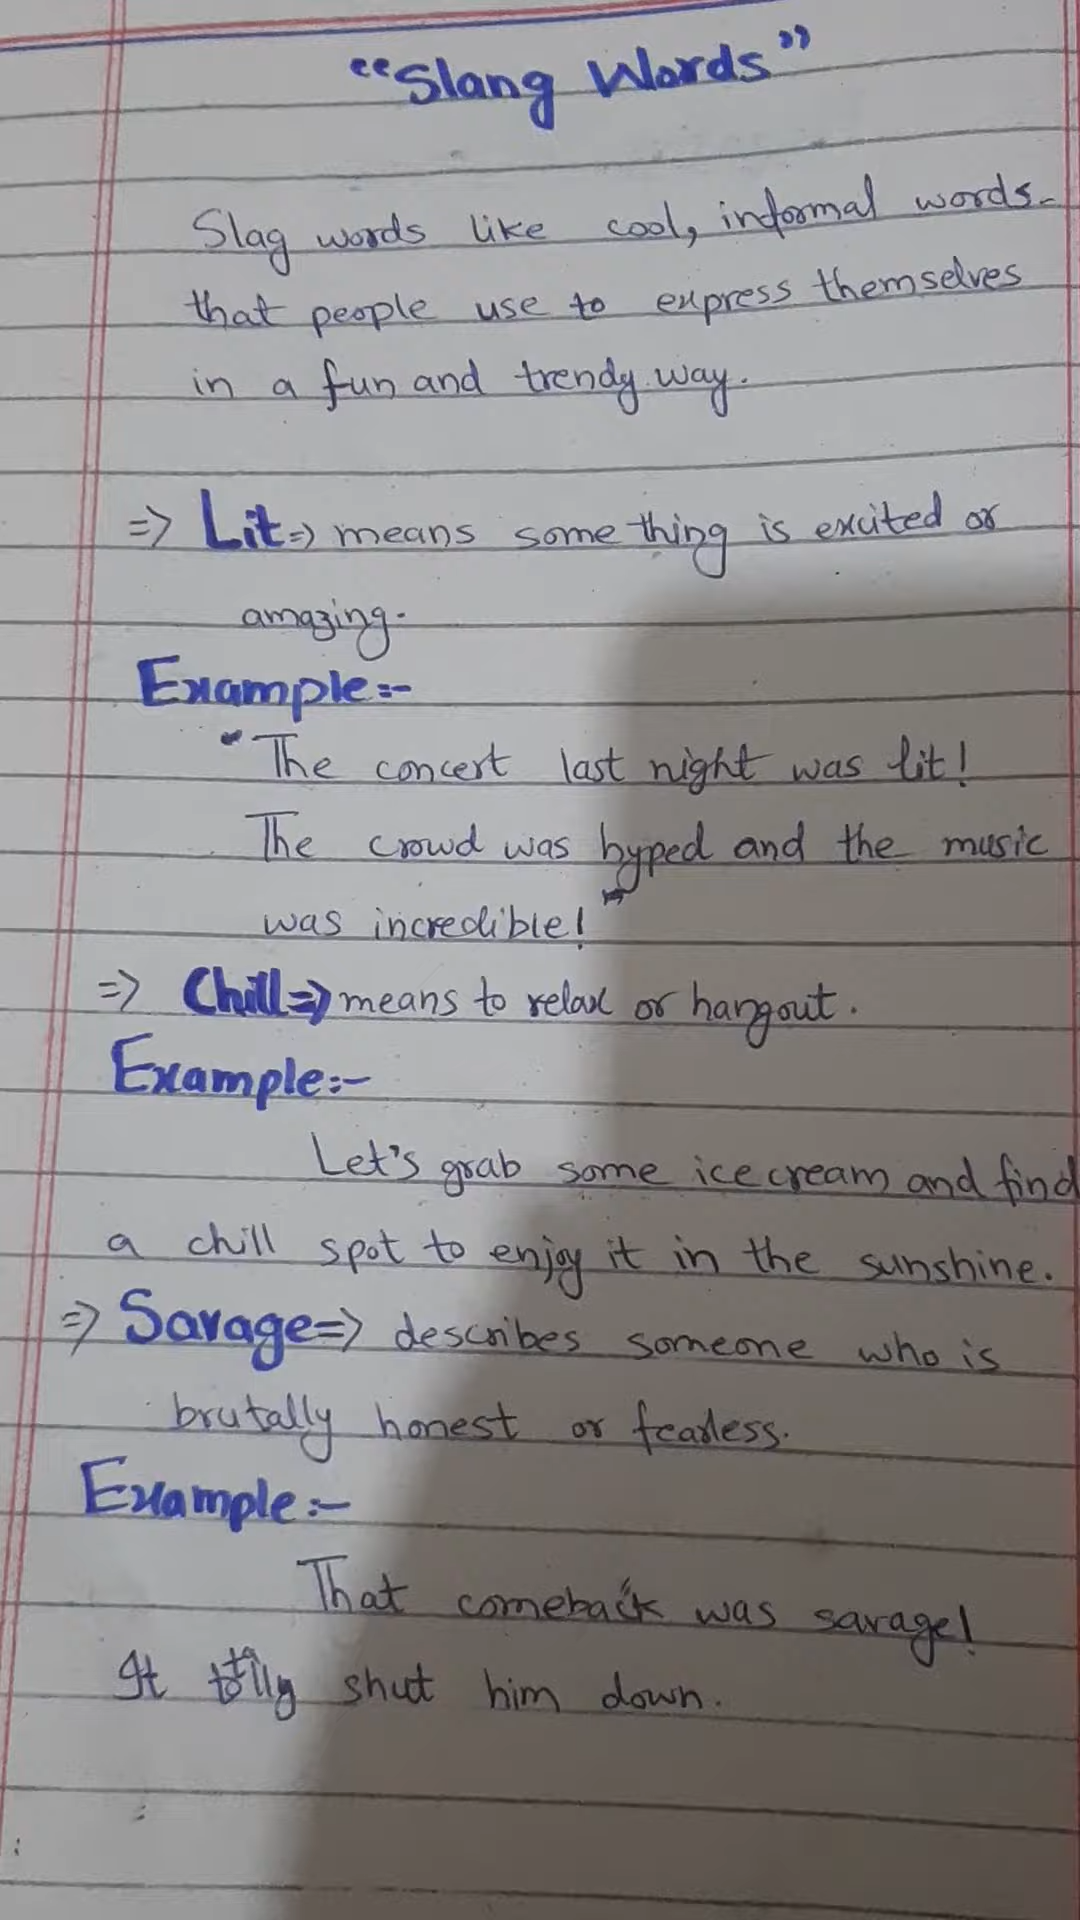 “Slang Words”
Slag words like cool, informal words
that people use to express themselves
in a fun and trendy way.
=> Lit => means something is excited or
amazing.
Example:-
"The concert last night was lit!
The crowd was hyped and the music
was incredible!"
=> Chill => means to relax or hangout.
Example:-
Let's grab some ice cream and find
a chill spot to enjoy it in the sunshine.
=> Savage => describes someone who is
brutally honest or fearless.
Example:-
That comeback was savage!
It shut him down.